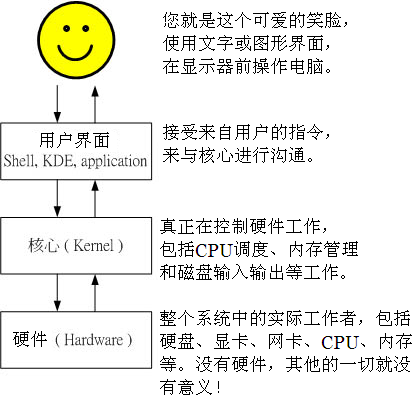 您就是这个可爱的笑脸，
使用文字或图形界面，
在显示器前操作电脑。
用户界面
Shell, KDE, application
接受来自用户的指令，
来与核心进行沟通。
核心 ( Kernel )
真正在控制硬件工作，
包括CPU调度、内存管理
和磁盘输入输出等工作。
硬件 ( Hardware )
整个系统中的实际工作者，包括
硬盘、显卡、网卡、CPU、内存
等。没有硬件，其他的一切就没
有意义！